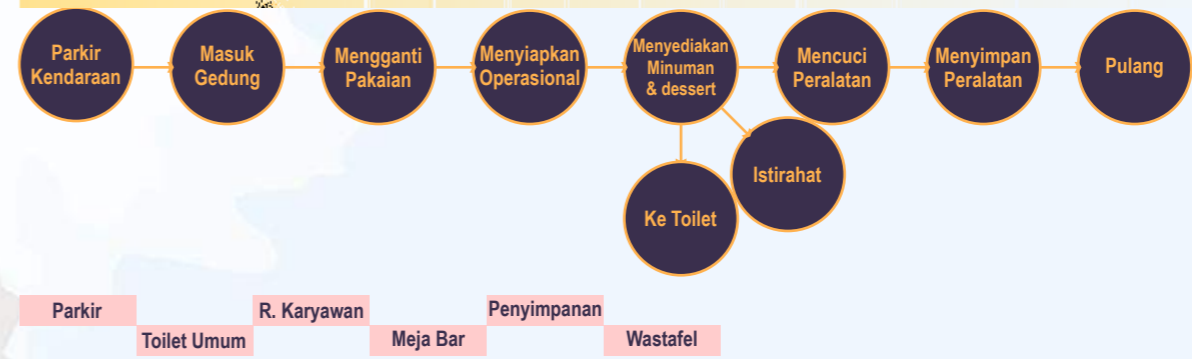 Parkir
Kendaraan
Masuk
Gedung
Mengganti
Pakaian
Menyiapkan
Operasional
Menyediakan
Minuman
& dessert
Mencuci
Peralatan
Menyimpan
Peralatan
Pulang
Istirahat
Ke Toilet
Parkir
Toilet Umum
R. Karyawan
Meja Bar
Penyimpanan
Wastafel